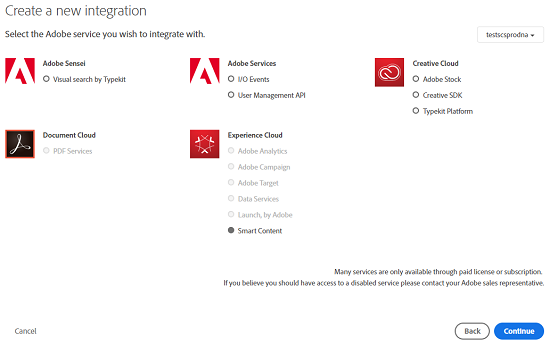 Create a new integration
Select the Adobe service you wish to integrate with.
testscsprodna
Adobe Sensei
Visual search by Typekit
Adobe Services
I/O Events
User Management API
Creative Cloud
Adobe Stock
Creative SDK
Typekit Platform
Document Cloud
PDF Services
Experience Cloud
Adobe Analytics
Adobe Campaign
Adobe Target
Data Services
Launch, by Adobe
Smart Content
Many services are only available through paid license or subscription.
If you believe you should have access to a disabled service please contact your Adobe sales representative.
Cancel
Back
Continue